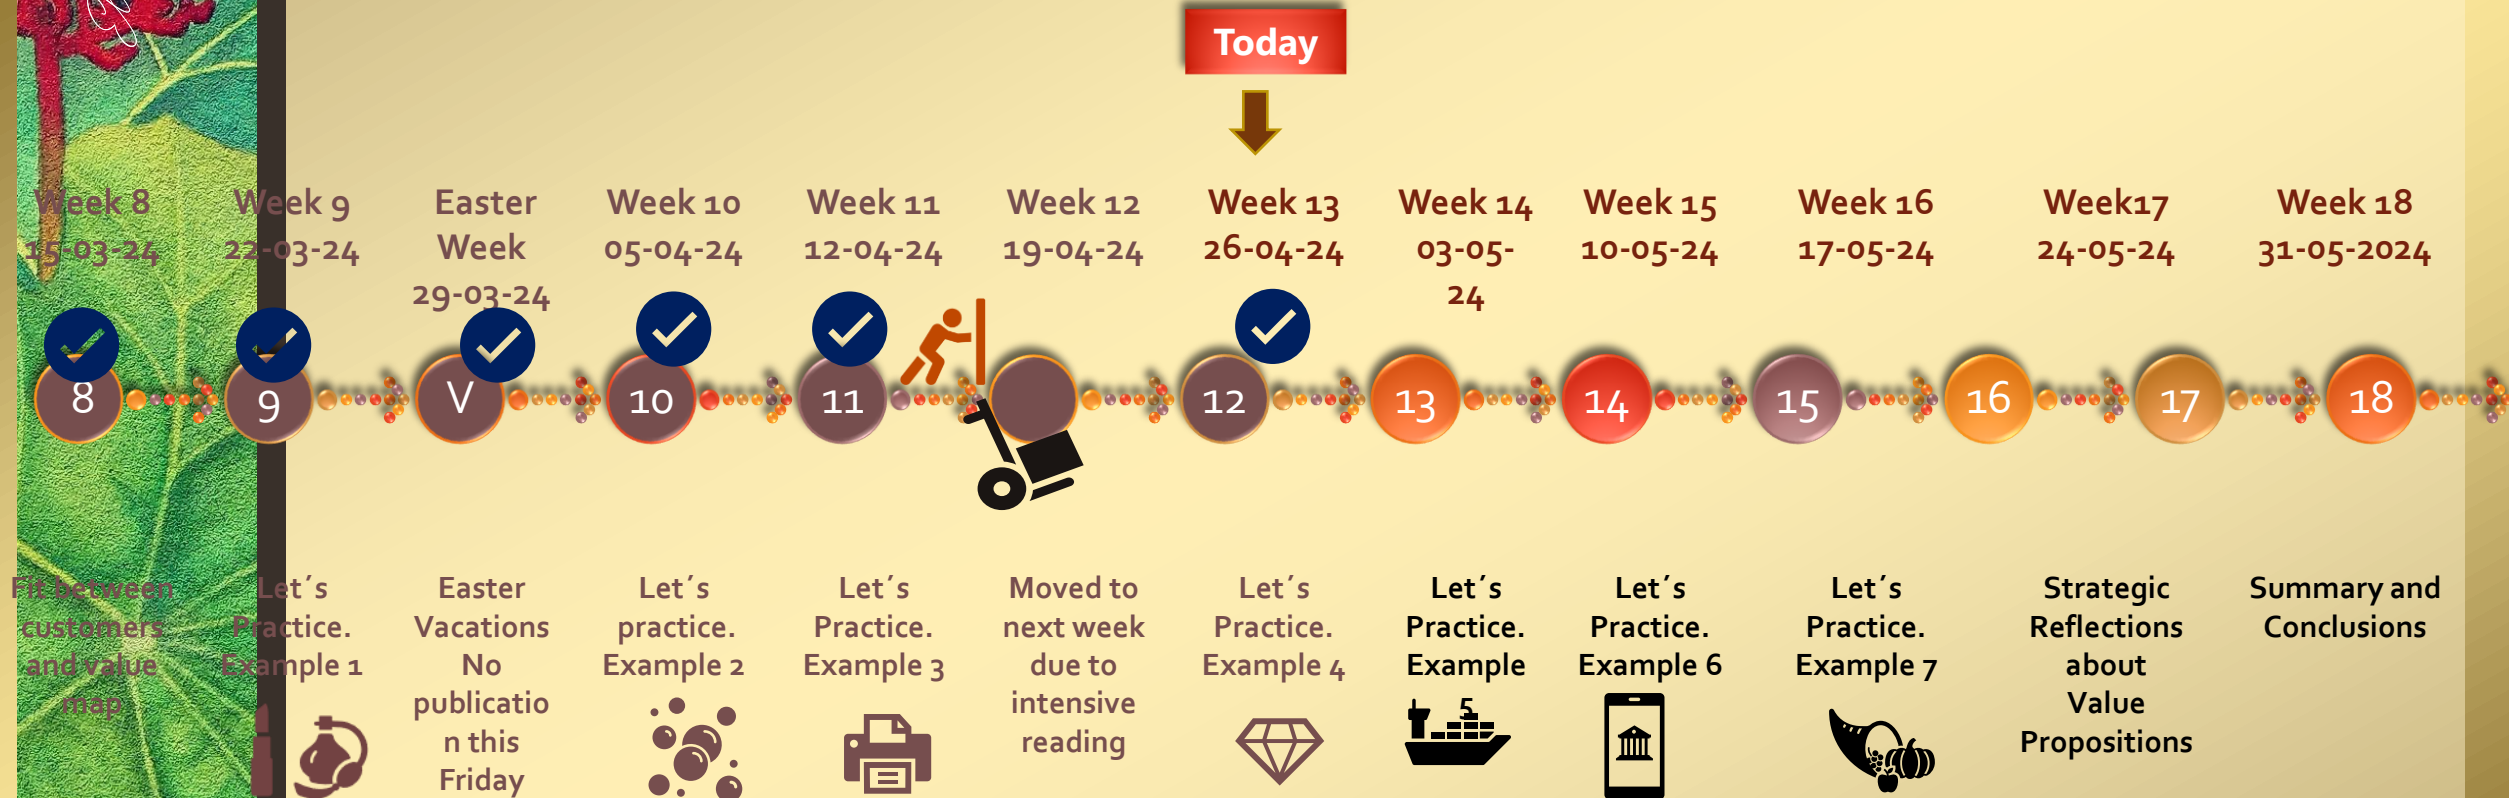 Today
Week 8
15-03-24
Week 9
22-03-24
Easter
Week
29-03-24
Week 10
05-04-24
Week 11
12-04-24
Week 12
19-04-24
Week 13
26-04-24
Week 14
03-05-
24
Week 15
10-05-24
Week 16
17-05-24
Week17
24-05-24
Week 18
31-05-2024
8
9
V
10
11
12
13
14
15
16
17
18
Fit between
customers
and value
map
Let´s
Practice.
Example 1
Easter
Vacations
No
publicatio
n this
Friday
Let´s
practice.
Example 2
Let´s
Practice.
Example 3
Moved to
next week
due to
intensive
reading
Let´s
Practice.
Example 4
Let´s
Practice.
Example
5
Let´s
Practice.
Example 6
Let´s
Practice.
Example 7
Strategic
Reflections
about
Value
Propositions
Summary and
Conclusions